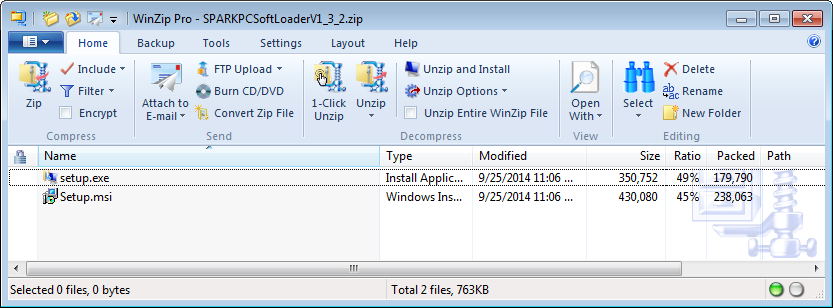 WinZip Pro - SPARKPCSoftLoaderV1_3_2.zip
Home Backup Tools Settings Layout Help
Zip
Include
Filter
Encrypt
Compress
Attach to
E-mail
FTP Upload
Burn CD/DVD
Convert Zip File
Send
1-Click
Unzip
Unzip
Unzip and Install
Unzip Options
Unzip Entire WinZip File
Decompress
Open
With
View
Select
Delete
Rename
New Folder
Editing
Name Type Modified Size Ratio Packed Path
setup.exe Install Applic... 9/25/2014 11:06 ... 350,752 49% 179,790
Setup.msi Windows Ins... 9/25/2014 11:06 ... 430,080 45% 238,063
Selected 0 files, 0 bytes Total 2 files, 763KB